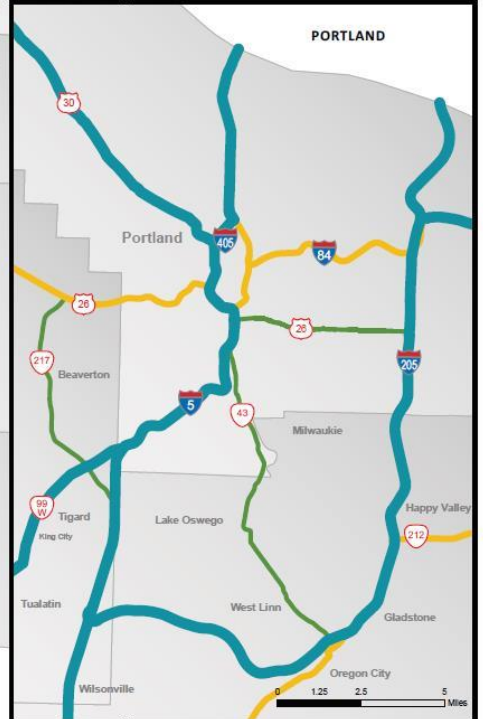 PORTLAND
30
Portland
405
84
26
26
217
Beaverton
205
5
43
Milwaukie
99
W
Tigard
King City
Lake Oswego
Happy Valley
212
Tualatin
West Linn
Gladstone
Oregon City
Wilsonville
0 1.25 2.5 5
Miles